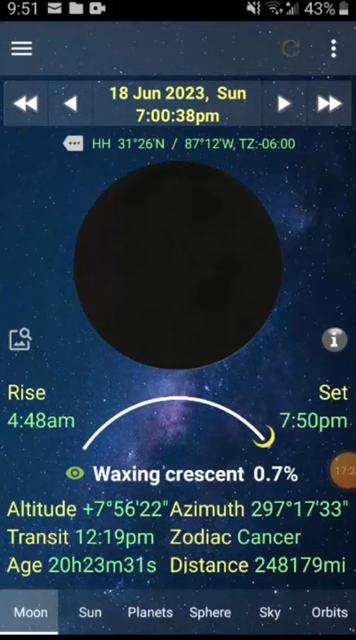 9:51 43%
18 Jun 2023, Sun
7:00:38pm
HH 31°26'N / 87°12'W, TZ:-06:00
Rise Set
4:48am 7:50pm
Waxing crescent 0.7%
Altitude +7°56'22" Azimuth 297°17'33"
Transit 12:19pm Zodiac Cancer
Age 20h23m31s Distance 248179mi
Moon Sun Planets Sphere Sky Orbits